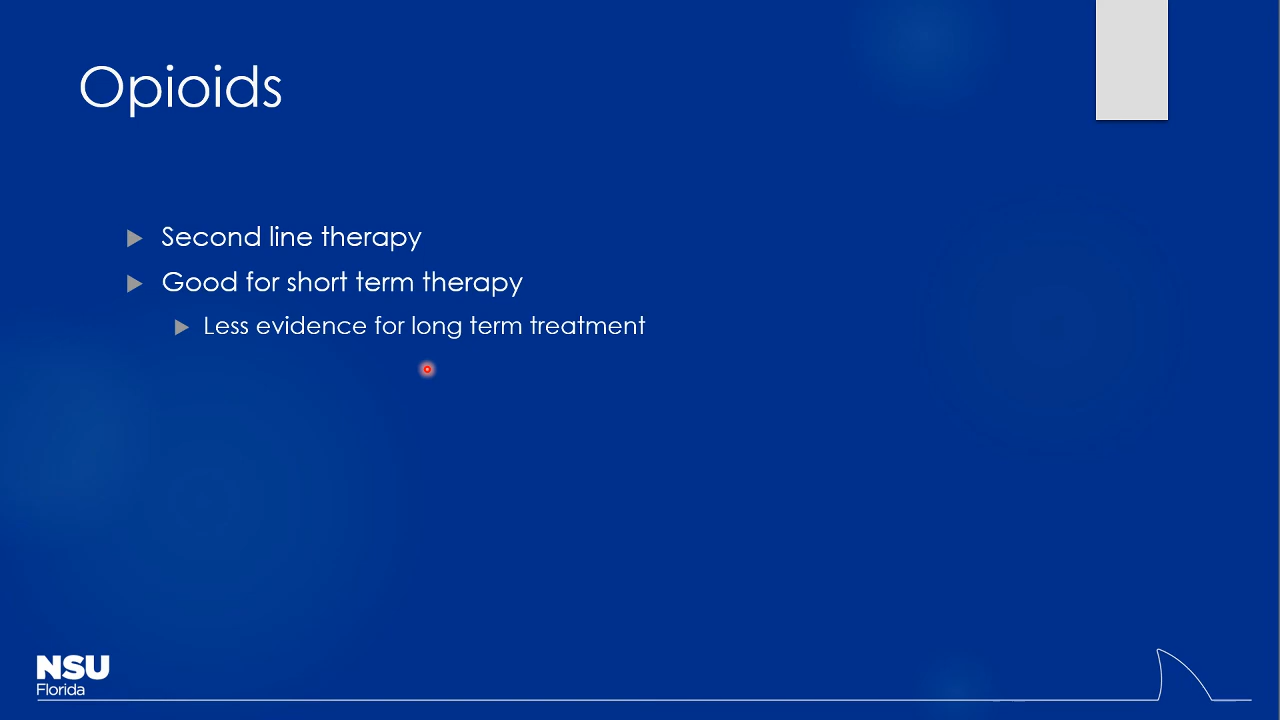 Opioids
Second line therapy
Good for short term therapy
Less evidence for long term treatment
NSU
Florida